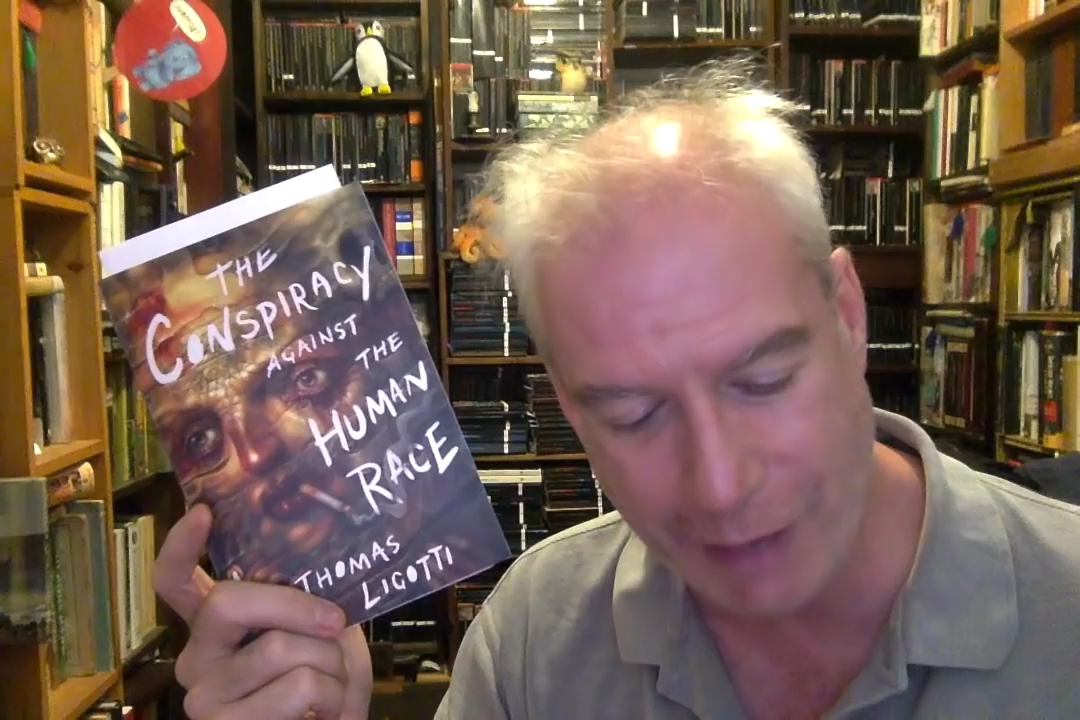 THE
CONSPIRACY
AGAINST
THE
HUMAN
RACE
THOMAS
LIGOTTI